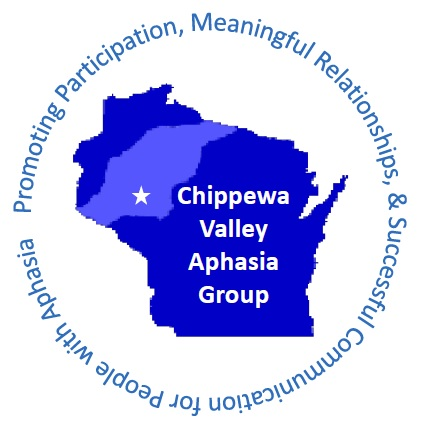 Promoting Participation, Meaningful Relationships, & Successful Communication for People with Aphasia
Chippewa
Valley
Aphasia
Group